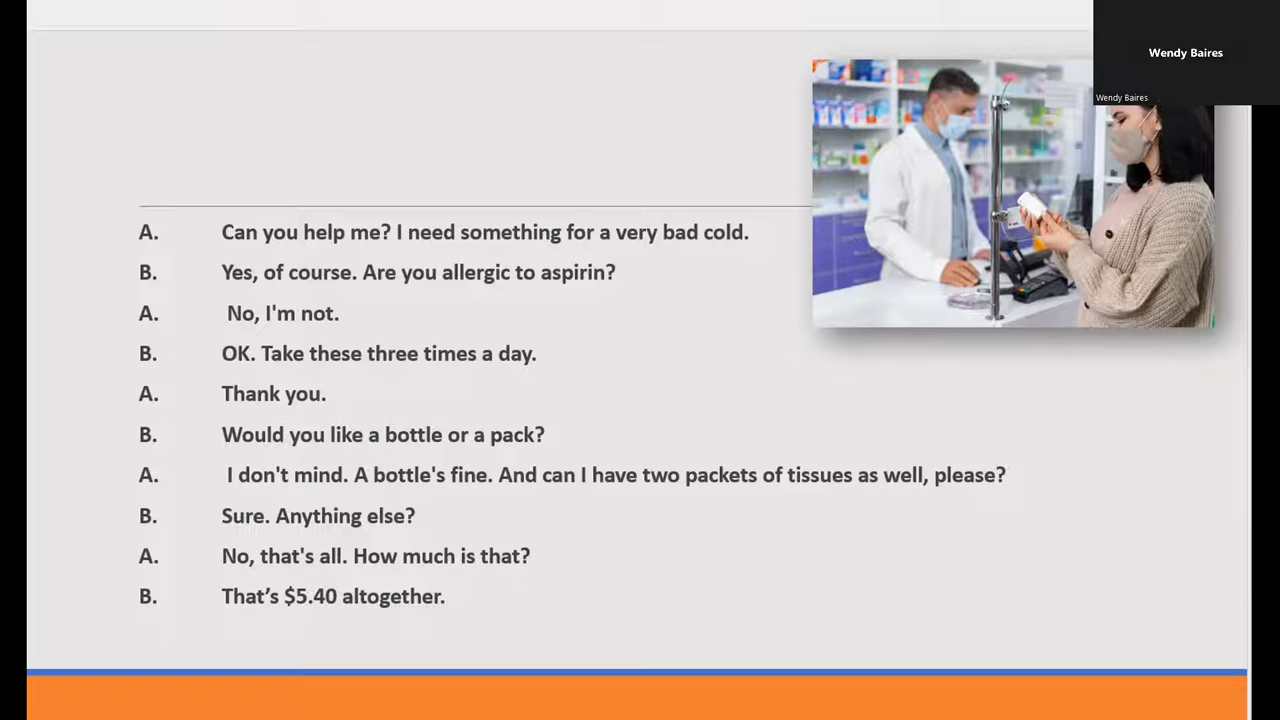 Wendy Baires
Wendy Baires
A. Can you help me? I need something for a very bad cold.
B. Yes, of course. Are you allergic to aspirin?
A. No, I'm not.
B. OK. Take these three times a day.
A. Thank you.
B. Would you like a bottle or a pack?
A. I don't mind. A bottle's fine. And can I have two packets of tissues as well, please?
B. Sure. Anything else?
A. No, that's all. How much is that?
B. That’s $5.40 altogether.